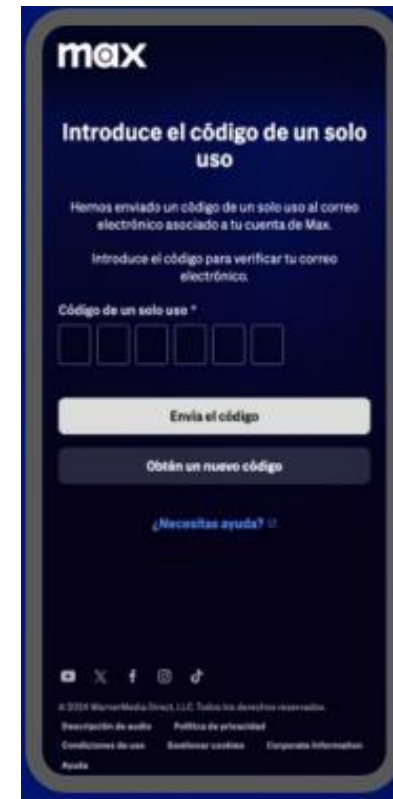 max
Introduce el código de un solo
uso
Hemos enviado un código de un solo uso al correo
electrónico asociado a tu cuenta de Max.
Introduce el código para verificar tu correo
electrónico.
Código de un solo uso *
Envía el código
Obtén un nuevo código
¿Necesitas ayuda?
© 2024 WarnerMedia Direct, LLC. Todos los derechos reservados.
Descripción de audio Política de privacidad
Condiciones de uso Gestionar cookies Corporate Information
Ayuda